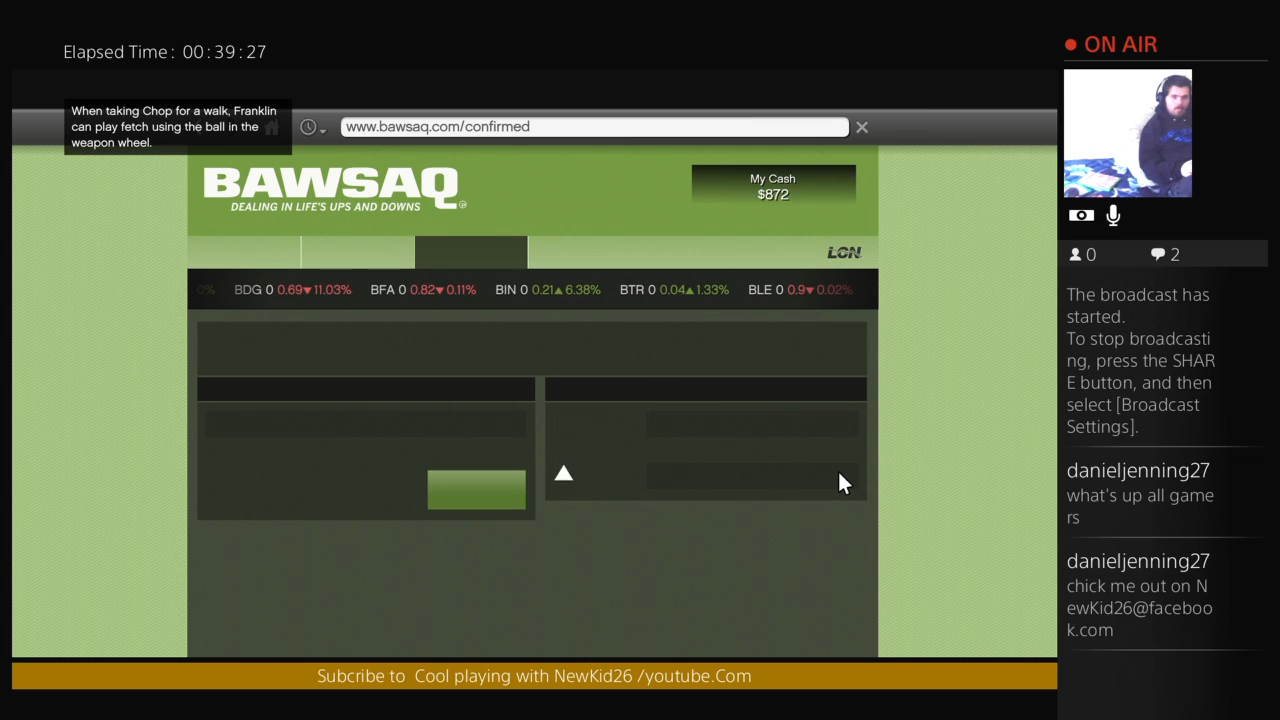 Elapsed Time: 00:39:27
ON AIR
When taking Chop for a walk, Franklin
can play fetch using the ball in the
weapon wheel.
www.bawsaq.com/confirmed
BAWSAQ
DEALING IN LIFE'S UPS AND DOWNS
My Cash
$872
LCN
0% BDG 0 0.69▼11.03% BFA 0 0.82▼0.11% BIN 0 0.21▲6.38% BTR 0 0.04▲1.33% BLE 0 0.9▼0.02%
0 2
The broadcast has
started.
To stop broadcasti
ng, press the SHAR
E button, and then
select [Broadcast
Settings].
danieljenning27
what's up all game
rs
danieljenning27
chick me out on N
ewKid26@faceboo
k.com
Subcribe to Cool playing with NewKid26 /youtube.Com